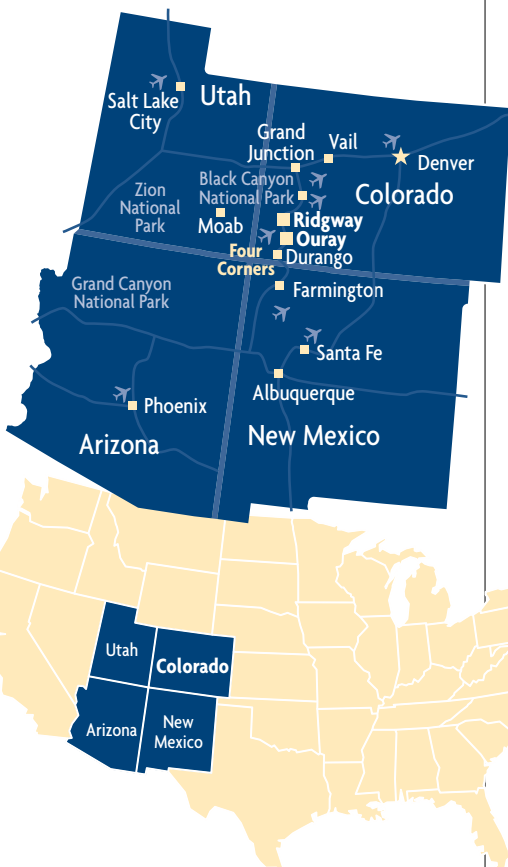 Utah
Salt Lake
City
Grand
Junction
Vail
Denver
Colorado
Black Canyon
National Park
Zion
National
Park
Moab
Ridgway
Ouray
Four
Corners
Durango
Grand Canyon
National Park
Farmington
Santa Fe
Albuquerque
Phoenix
Arizona
New Mexico
Utah
Colorado
Arizona
New
Mexico